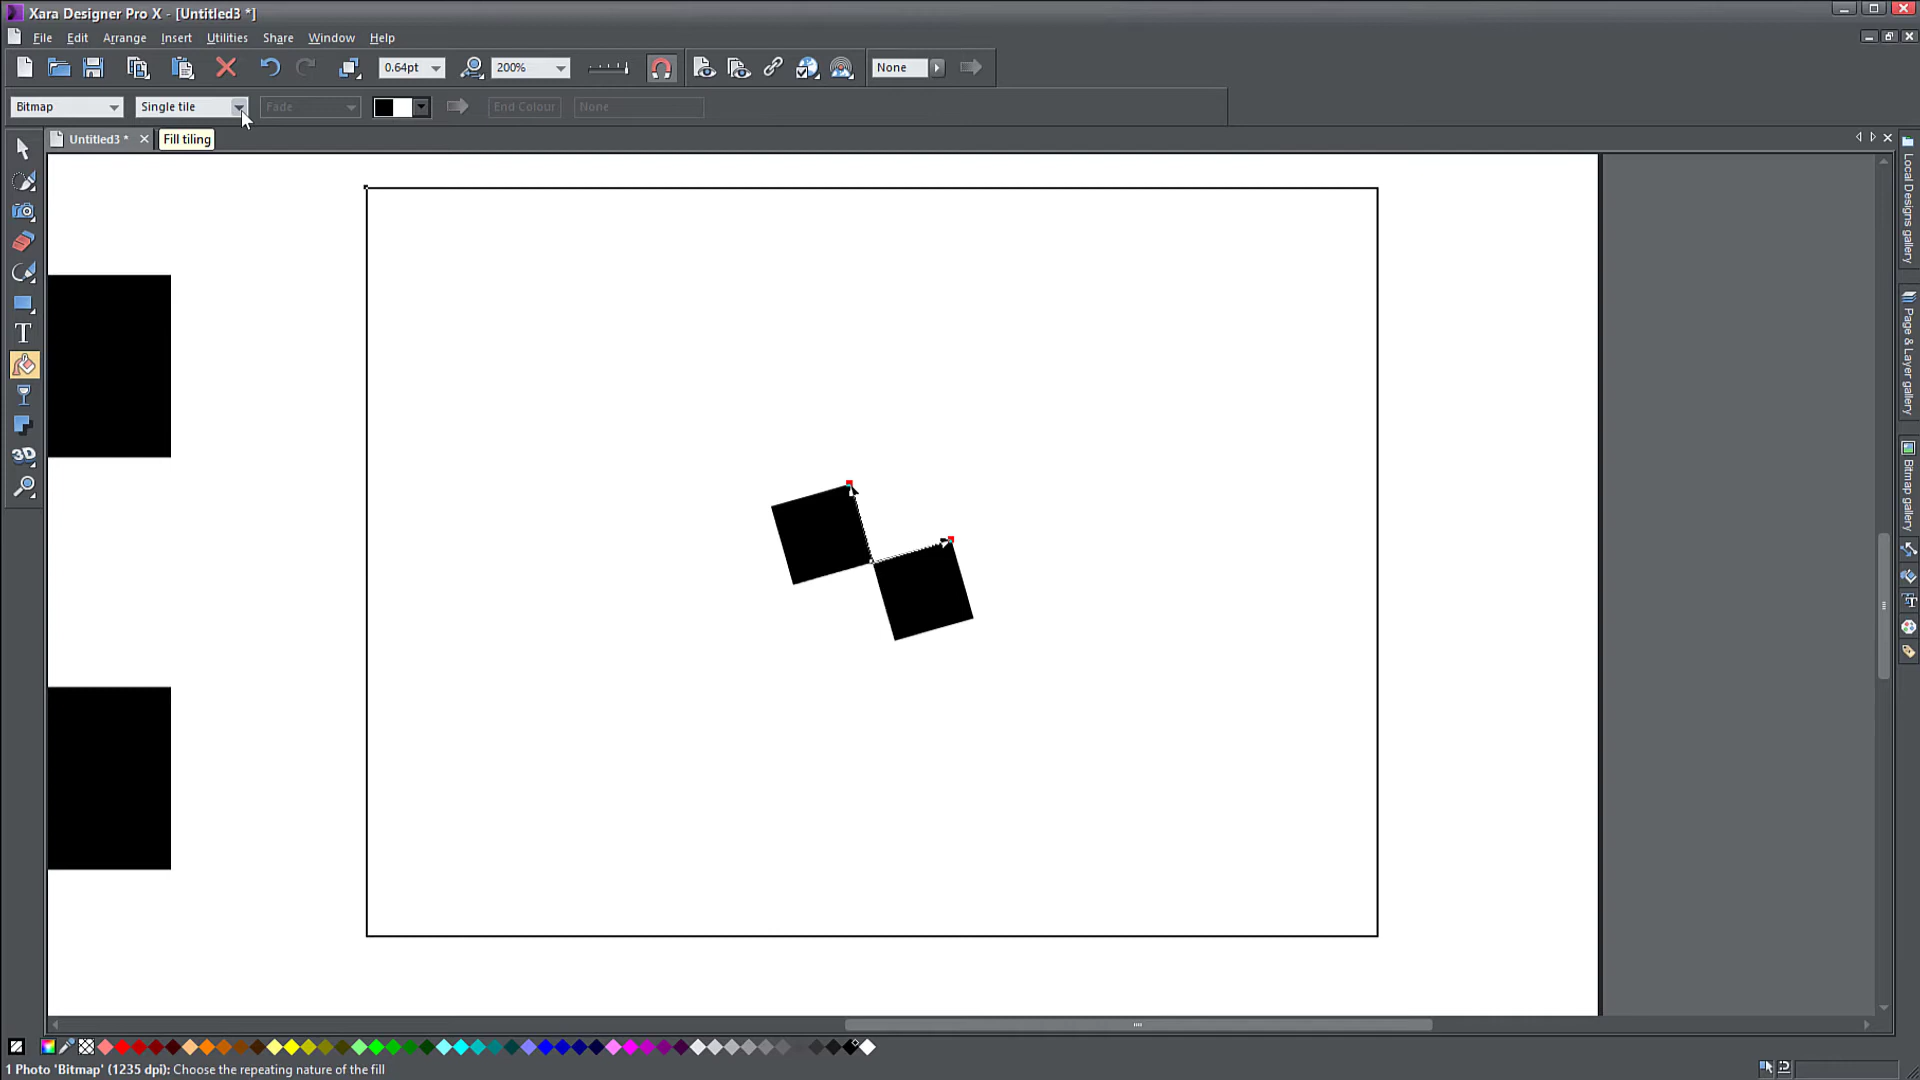 Xara Designer Pro X - [Untitled3 *]
File Edit Arrange Insert Utilities Share Window Help
0.64pt 200% None
Bitmap Single tile Fade End Colour None
Untitled3 * Fill tiling
T
3D
Local Designs gallery
Page & Layer gallery
Bitmap gallery
1 Photo 'Bitmap' (1235 dpi): Choose the repeating nature of the fill